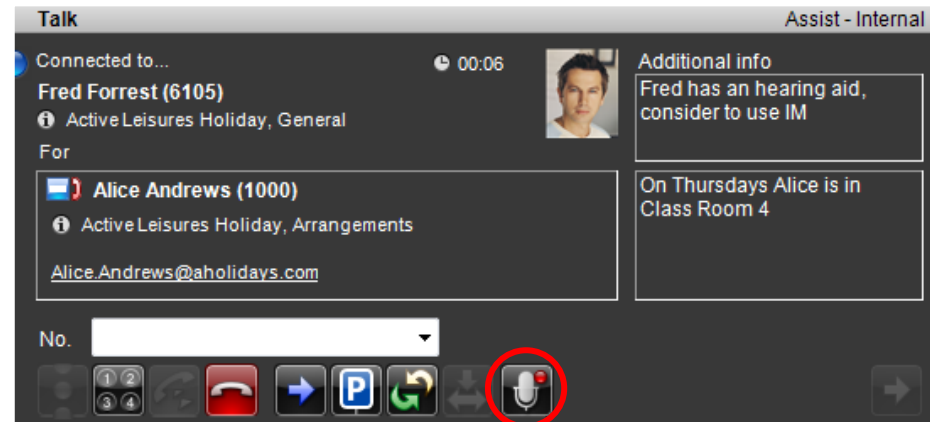 Talk
Assist - Internal
Connected to...
00:06
Additional info
Fred Forrest (6105)
Fred has an hearing aid,
consider to use IM
Active Leisures Holiday, General
For
Alice Andrews (1000)
On Thursdays Alice is in
Class Room 4
Active Leisures Holiday, Arrangements
Alice.Andrews@aholidays.com
No.
1 2
3 4
P